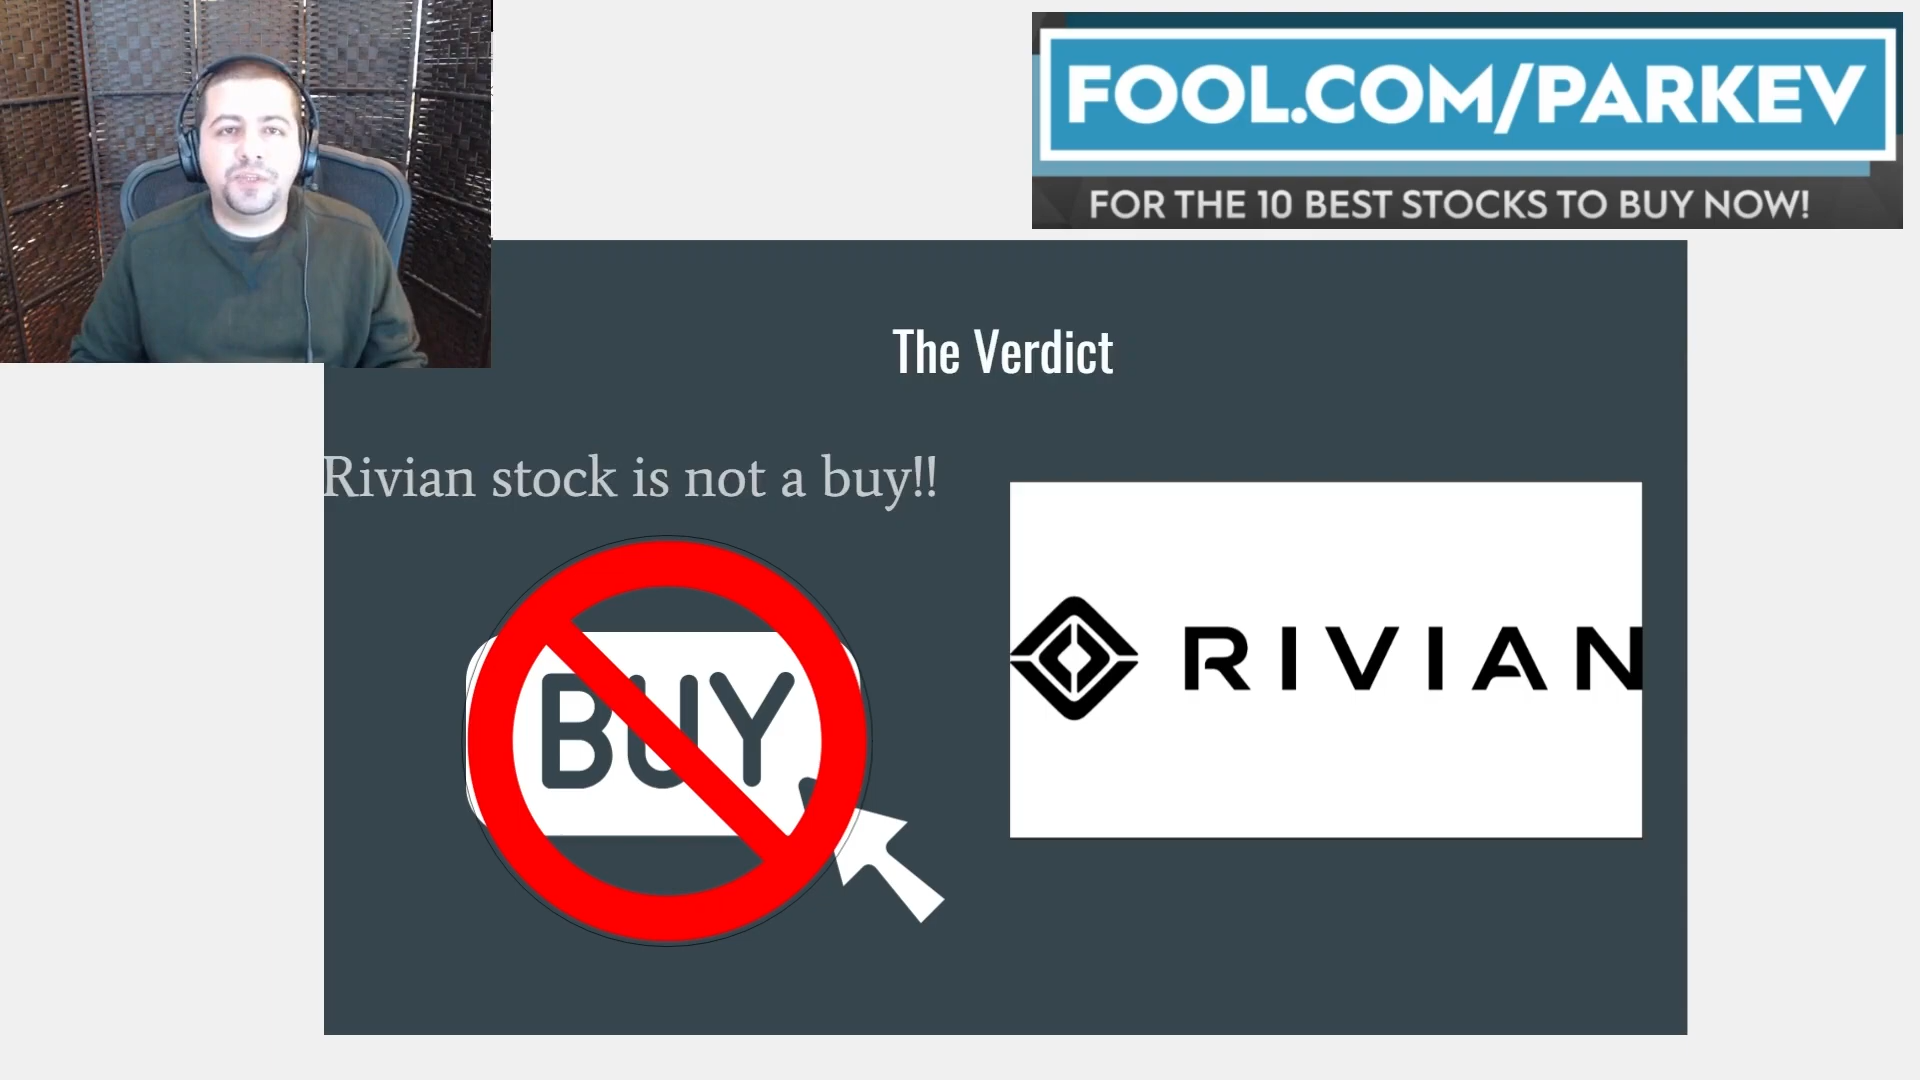 FOOL.COM/PARKEV
FOR THE 10 BEST STOCKS TO BUY NOW!
The Verdict
Rivian stock is not a buy!!
BUY
RIVIAN